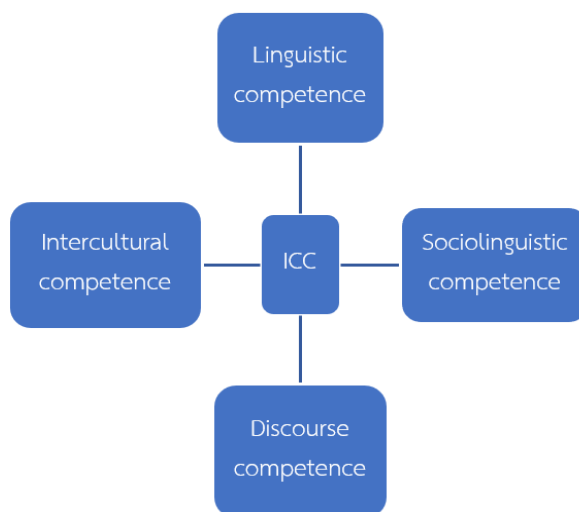 Linguistic
competence
Intercultural
competence
ICC
Sociolinguistic
competence
Discourse
competence